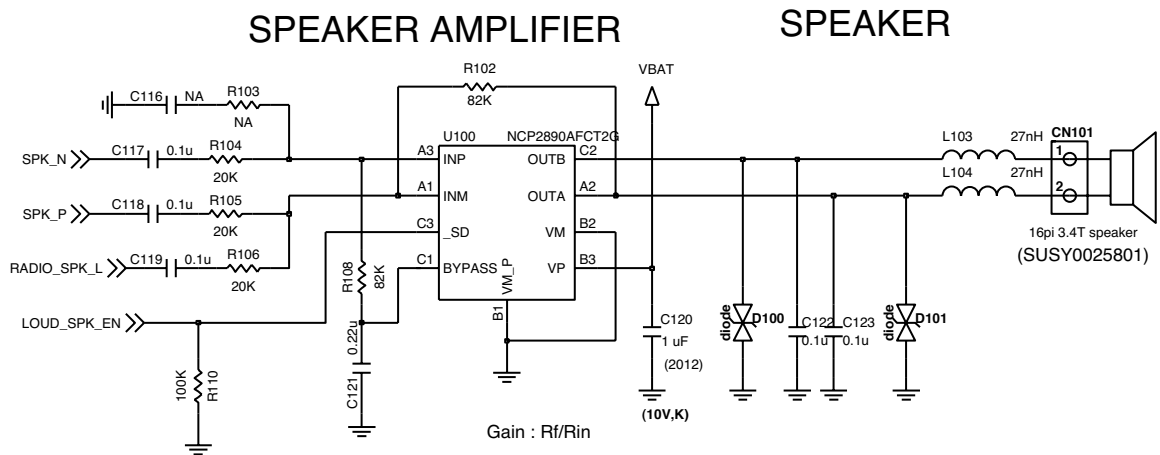 SPEAKER AMPLIFIER
SPEAKER
R102
82K
VBAT
C116 NA R103
NA
U100 NCP2890AFCT2G
SPK_N C117 0.1u R104
20K
A3 INP OUTB C2
L103 27nH CN101
1
SPK_P C118 0.1u R105
20K
A1 INM OUTA A2
L104 27nH
2
C3 _SD VM B2
16pi 3.4T speaker
(SUSY0025801)
RADIO_SPK_L C119 0.1u R106
20K
R108 82K
C1 BYPASS VM_P VP B3
B1
LOUD_SPK_EN
100K R110
0.22u C121
C120
1 uF
(2012)
(10V,K)
diode D100
C122
0.1u
C123
0.1u
diode D101
Gain : Rf/Rin